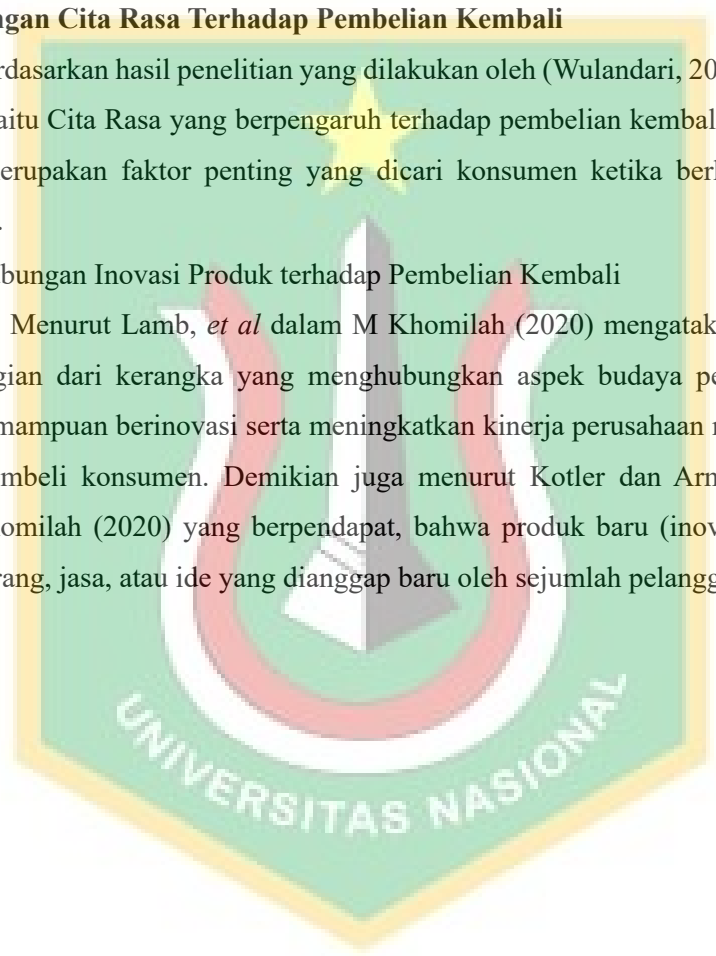 ngan Cita Rasa Terhadap Pembelian Kembali
rdasarkan hasil penelitian yang dilakukan oleh (Wulandari, 20
aitu Cita Rasa yang berpengaruh terhadap pembelian kembal
erupakan faktor penting yang dicari konsumen ketika ber
bungan Inovasi Produk terhadap Pembelian Kembali
Menurut Lamb, et al dalam M Khomilah (2020) mengatak
gian dari kerangka yang menghubungkan aspek budaya pe
mampuan berinovasi serta meningkatkan kinerja perusahaan
mbeli konsumen. Demikian juga menurut Kotler dan Arn
omilah (2020) yang berpendapat, bahwa produk baru (inov
rang, jasa, atau ide yang dianggap baru oleh sejumlah pelangg
UNIVERSITAS NASIONAL